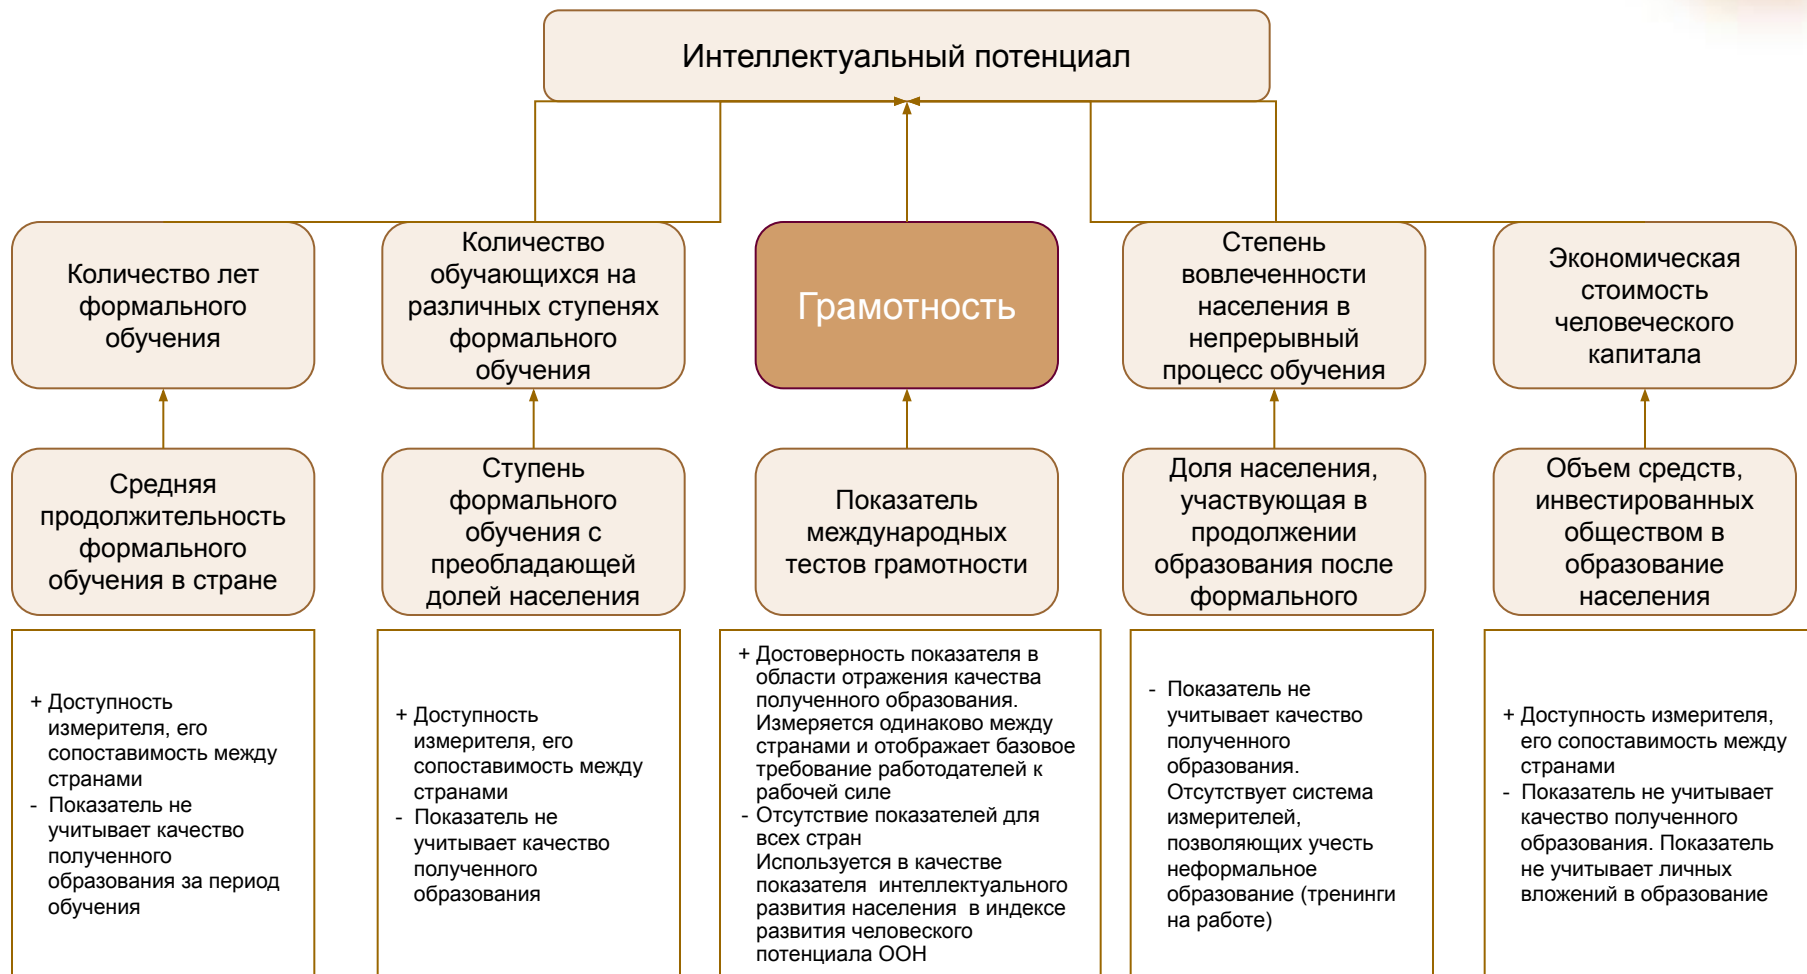 Интеллектуальный потенциал
Количество лет
формального
обучения
Количество
обучающихся на
различных ступенях
формального
обучения
Грамотность
Степень
вовлеченности
населения в
непрерывный
процесс обучения
Экономическая
стоимость
человеческого
капитала
Средняя
продолжительность
формального
обучения в стране
Ступень
формального
обучения с
преобладающей
долей населения
Показатель
международных
тестов грамотности
Доля населения,
участвующая в
продолжении
образования после
формального
Объем средств,
инвестированных
обществом в
образование
населения
+ Доступность
измерителя, его
сопоставимость между
странами
- Показатель не
учитывает качество
полученного
образования за период
обучения
+ Доступность
измерителя, его
сопоставимость между
странами
- Показатель не
учитывает качество
полученного
образования
+ Достоверность показателя в
области отражения качества
полученного образования.
Измеряется одинаково между
странами и отображает базовое
требование работодателей к
рабочей силе
- Отсутствие показателей для
всех стран
Используется в качестве
показателя интеллектуального
развития населения в индексе
развития человеского
потенциала ООН
- Показатель не
учитывает качество
полученного
образования.
Отсутствует система
измерителей,
позволяющих учесть
неформальное
образование (тренинги
на работе)
+ Доступность измерителя,
его сопоставимость между
странами
- Показатель не учитывает
качество полученного
образования. Показатель
не учитывает личных
вложений в образование